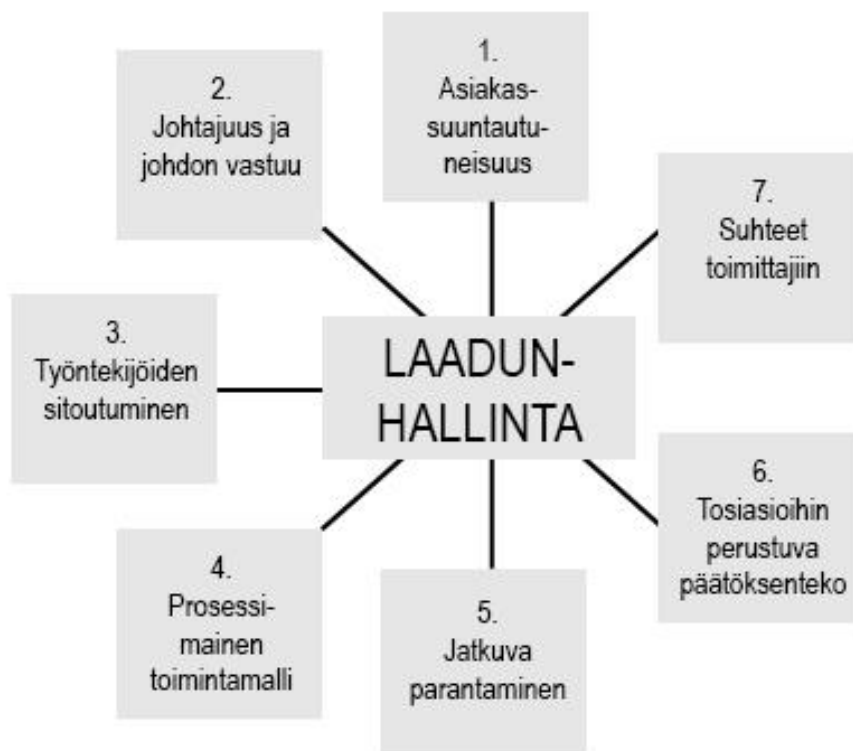 1.
Asiakas-
suuntautu-
neisuus
2.
Johtajuus ja
johdon vastuu
3.
Työntekijöiden
sitoutuminen
4.
Prosessi-
mainen
toimintamalli
5.
Jatkuva
parantaminen
6.
Tosiasioihin
perustuva
päätöksenteko
7.
Suhteet
toimittajiin
LAADUN-
HALLINTA